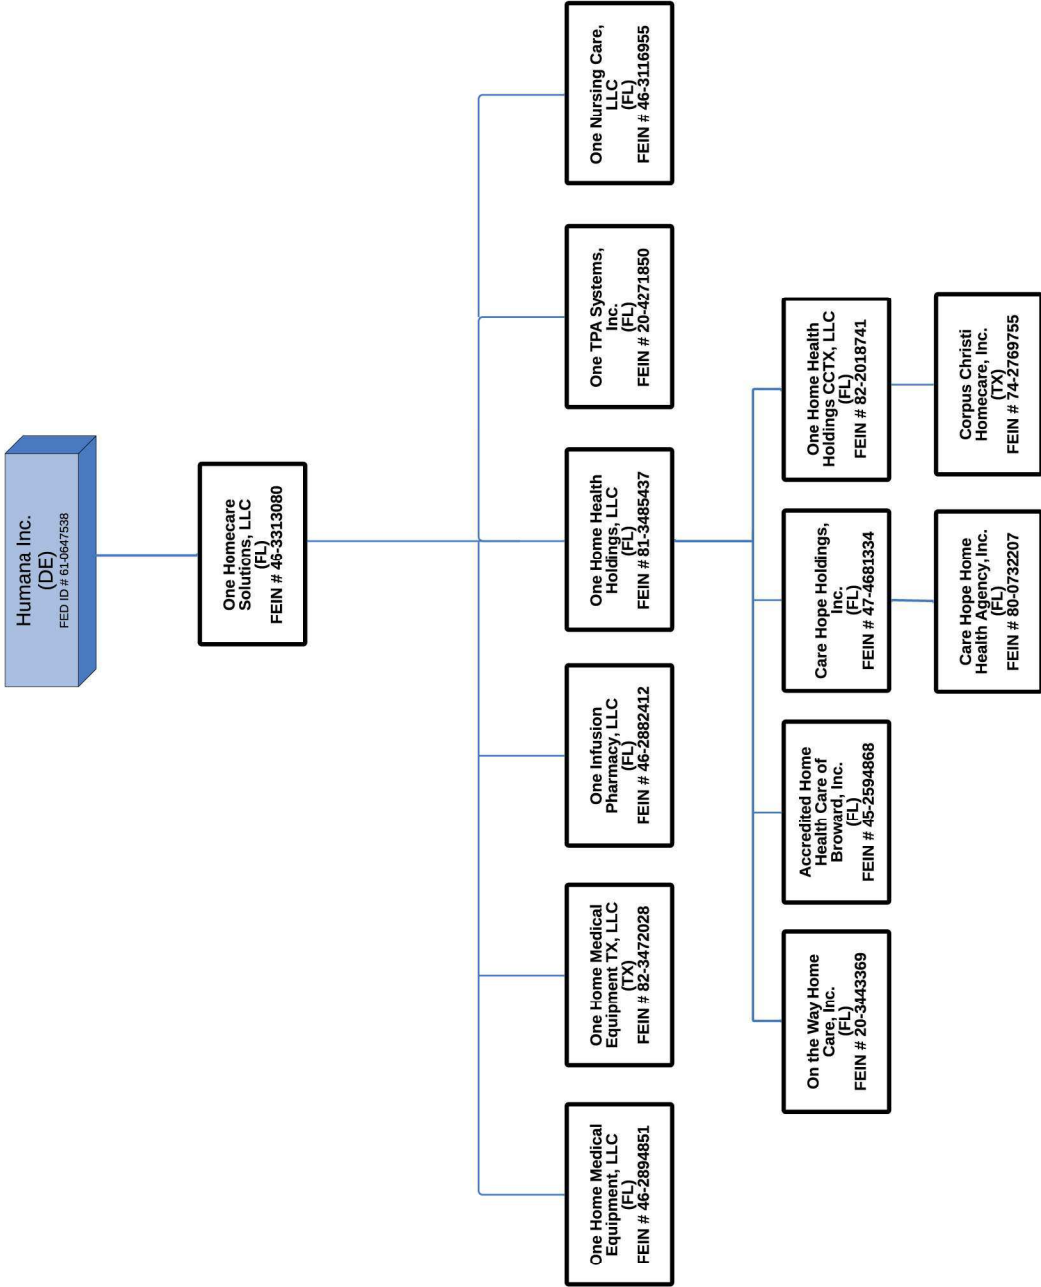 Humana Inc.
(DE)
FED ID # 61-0647538
One Homecare
Solutions, LLC
(FL)
FEIN # 46-3313080
One Home Medical
Equipment, LLC
(FL)
FEIN # 46-2894851
One Home Medical
Equipment TX, LLC
(TX)
FEIN # 82-3472028
One Infusion
Pharmacy, LLC
(FL)
FEIN # 46-2882412
One Home Health
Holdings, LLC
(FL)
FEIN # 81-3485437
One TPA Systems,
Inc.
(FL)
FEIN # 20-4271850
One Nursing Care,
LLC
(FL)
FEIN # 46-3116955
On the Way Home
Care, Inc.
(FL)
FEIN # 20-3443369
Accredited Home
Health Care of
Broward, Inc.
(FL)
FEIN # 45-2594868
Care Hope Holdings,
Inc.
(FL)
FEIN # 47-4681334
One Home Health
Holdings CCTX, LLC
(FL)
FEIN # 82-2018741
Care Hope Home
Health Agency, Inc.
(FL)
FEIN # 80-0732207
Corpus Christi
Homecare, Inc.
(TX)
FEIN # 74-2769755